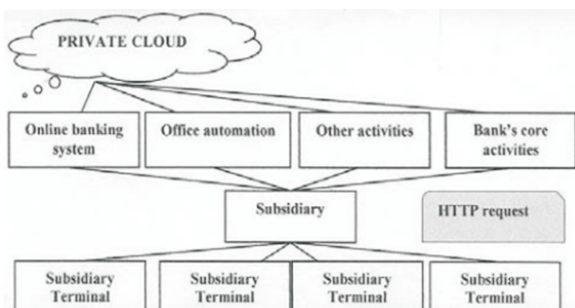 PRIVATE CLOUD
Online banking
system
Office automation
Other activities
Bank's core
activities
Subsidiary
HTTP request
Subsidiary
Terminal
Subsidiary
Terminal
Subsidiary
Terminal
Subsidiary
Terminal